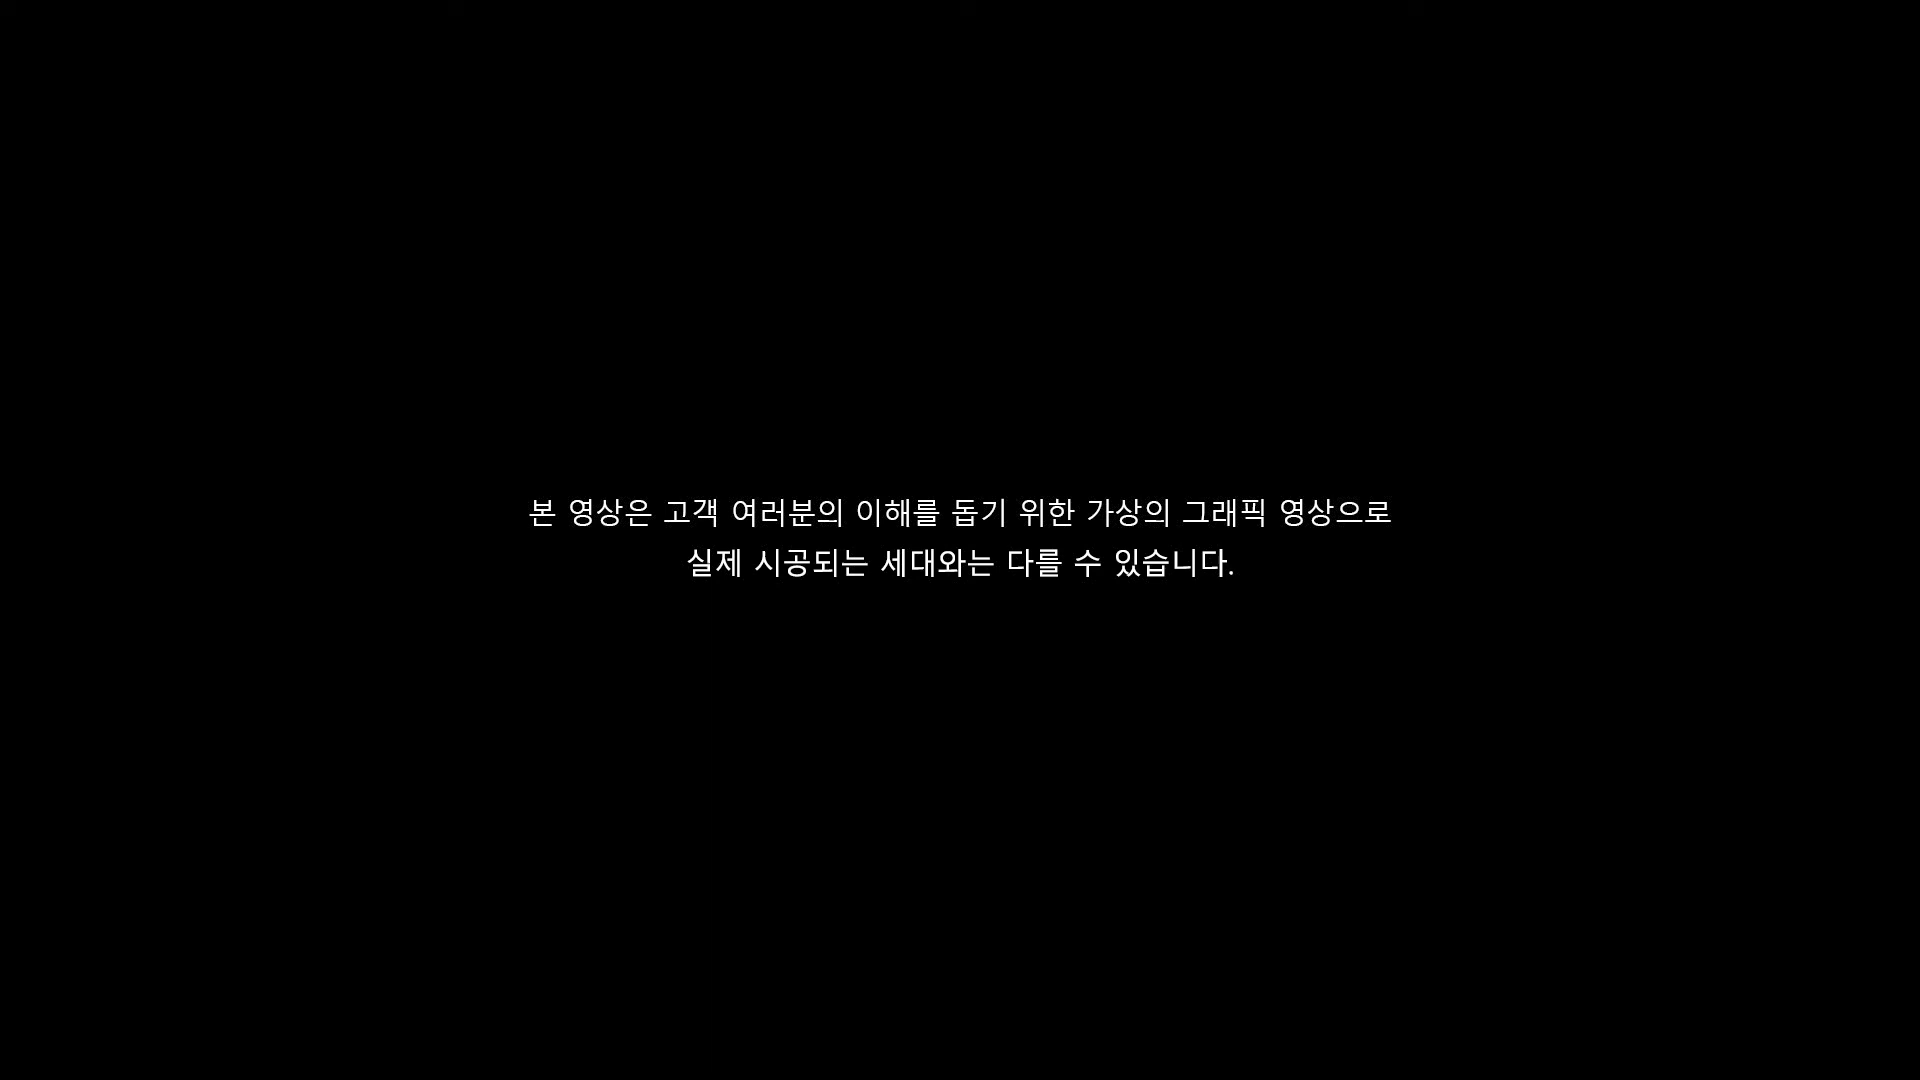 본 영상은 고객 여러분의 이해를 돕기 위한 가상의 그래픽 영상으로
실제 시공되는 세대와는 다를 수 있습니다.